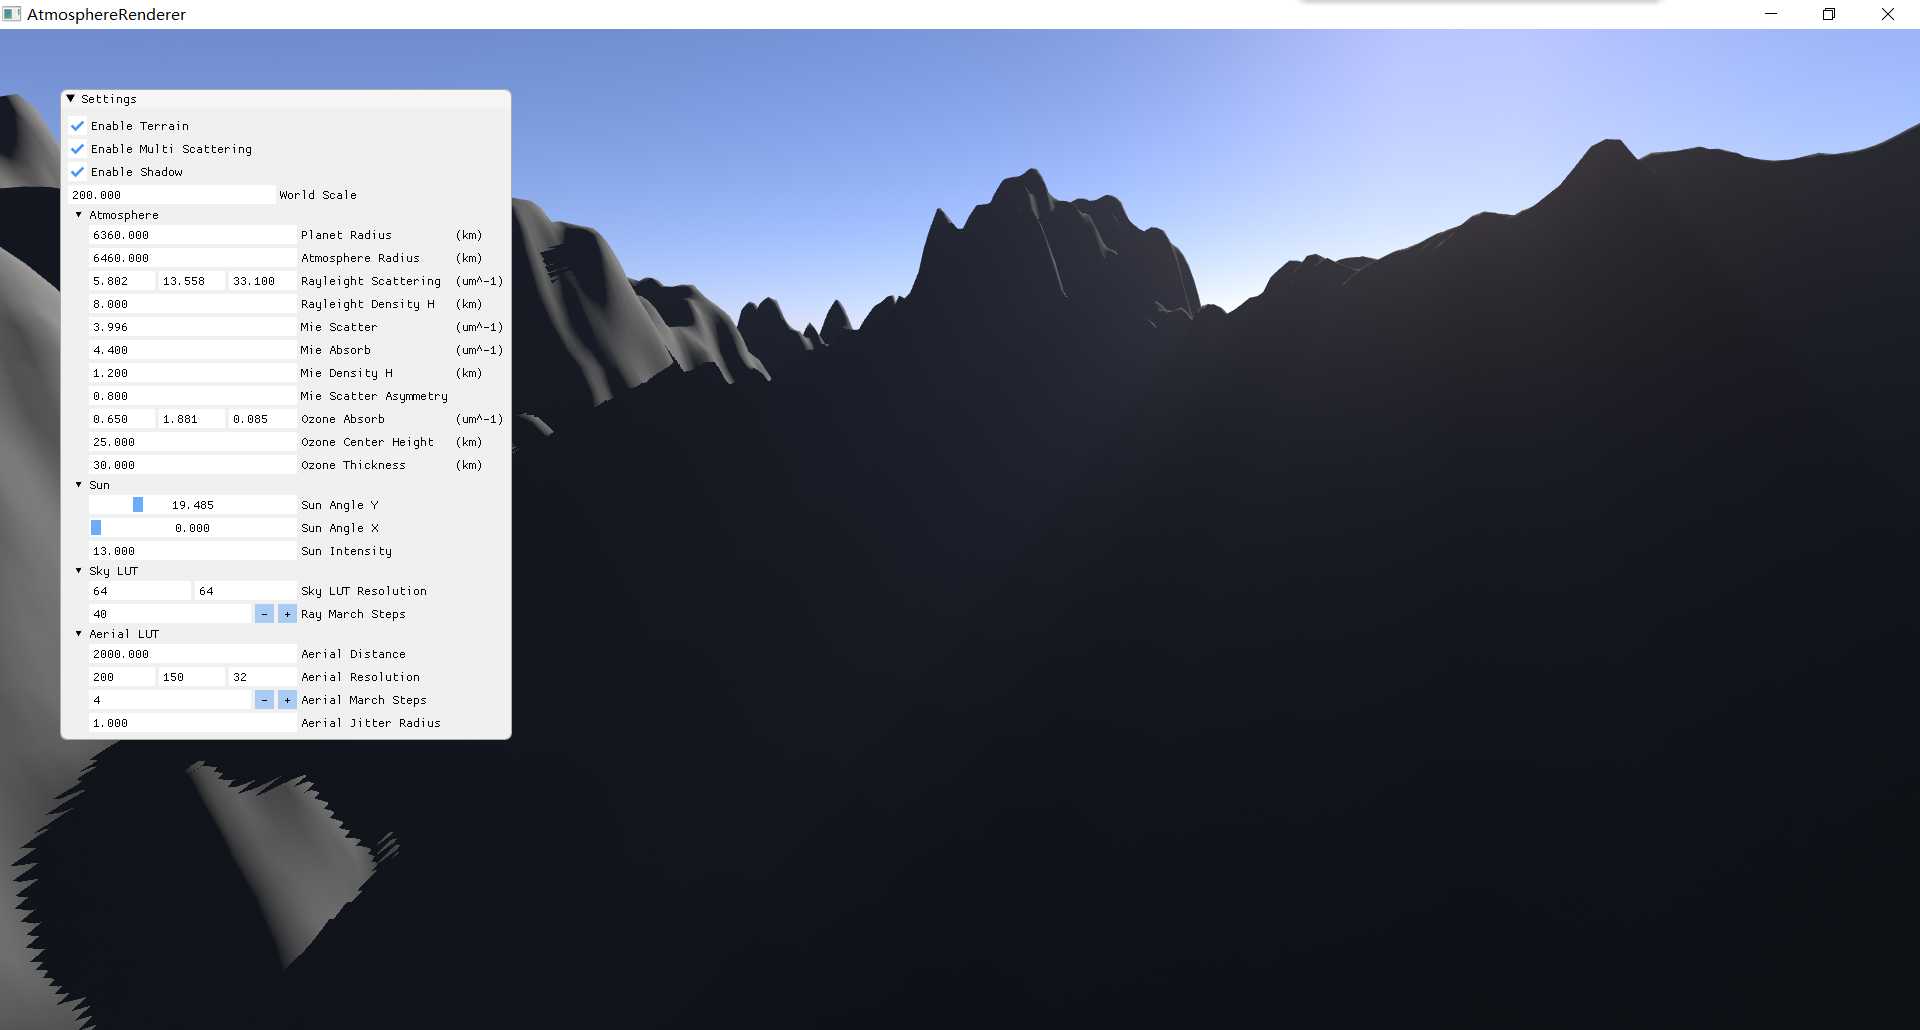 AtmosphereRenderer
Settings
Enable Terrain
Enable Multi Scattering
Enable Shadow
200.000 World Scale
Atmosphere
6360.000 Planet Radius (km)
6460.000 Atmosphere Radius (km)
5.802 13.558 33.100 Rayleight Scattering (um^-1)
8.000 Rayleight Density H (km)
3.996 Mie Scatter (um^-1)
4.400 Mie Absorb (um^-1)
1.200 Mie Density H (km)
0.800 Mie Scatter Asymmetry
0.650 1.881 0.085 Ozone Absorb (um^-1)
25.000 Ozone Center Height (km)
30.000 Ozone Thickness (km)
Sun
19.485 Sun Angle Y
0.000 Sun Angle X
13.000 Sun Intensity
Sky LUT
64 64 Sky LUT Resolution
40 - + Ray March Steps
Aerial LUT
2000.000 Aerial Distance
200 150 32 Aerial Resolution
4 - + Aerial March Steps
1.000 Aerial Jitter Radius